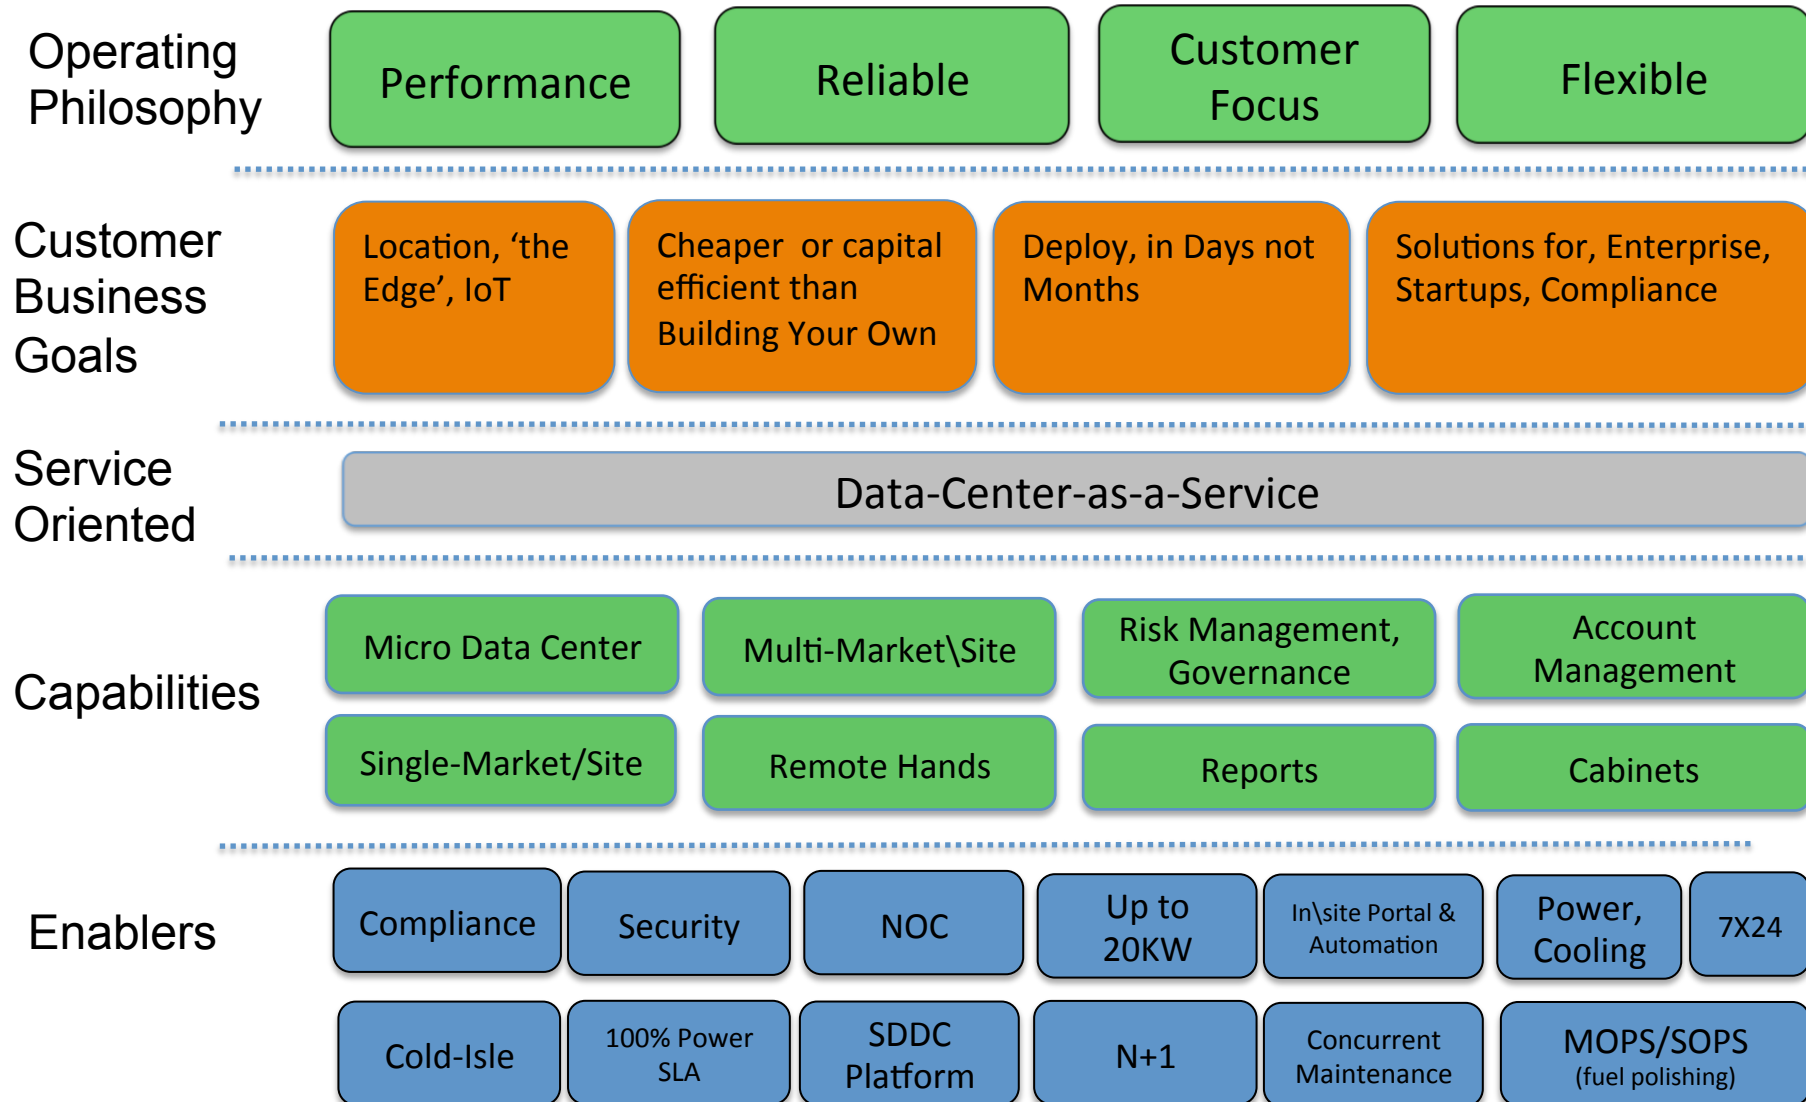 Operating
Philosophy
Performance
Reliable
Customer
Focus
Flexible
Customer
Business
Goals
Location, ‘the
Edge’, IoT
Cheaper or capital
efficient than
Building Your Own
Deploy, in Days not
Months
Solutions for, Enterprise,
Startups, Compliance
Service
Oriented
Data-Center-as-a-Service
Capabilities
Micro Data Center
Multi-Market\Site
Risk Management,
Governance
Account
Management
Single-Market/Site
Remote Hands
Reports
Cabinets
Enablers
Compliance
Security
NOC
Up to
20KW
In\site Portal &
Automation
Power,
Cooling
7X24
Cold-Isle
100% Power
SLA
SDDC
Platform
N+1
Concurrent
Maintenance
MOPS/SOPS
(fuel polishing)